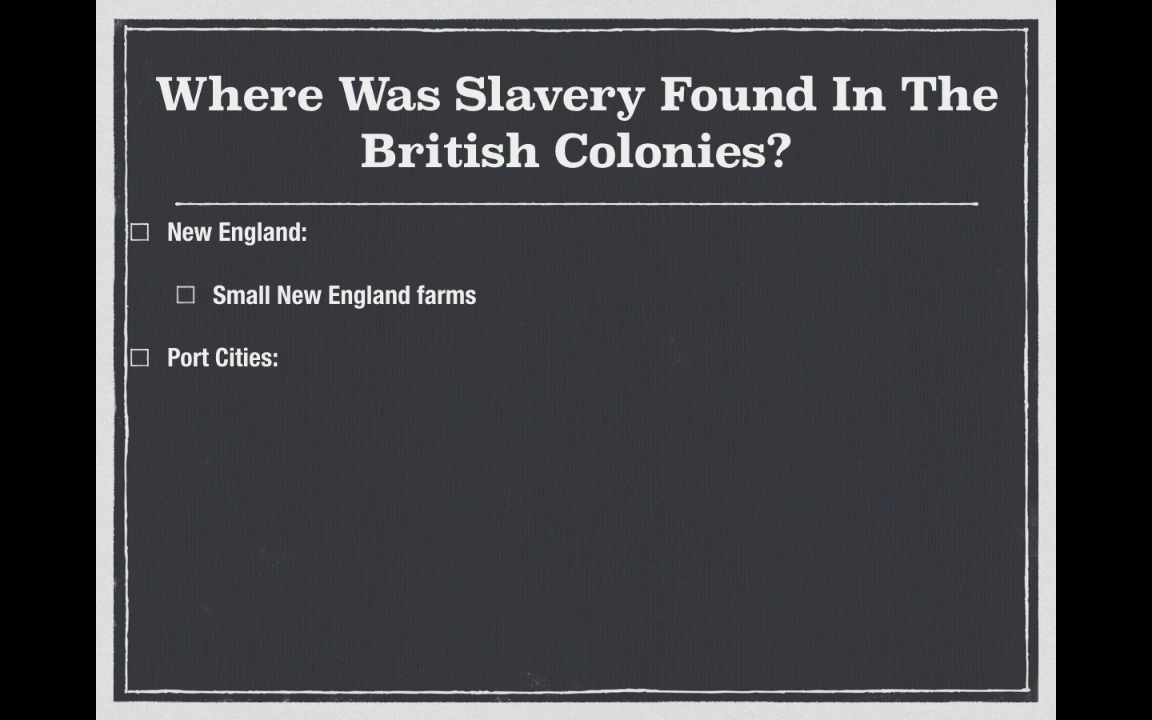 Where Was Slavery Found In The
British Colonies?
New England:
Small New England farms
Port Cities: